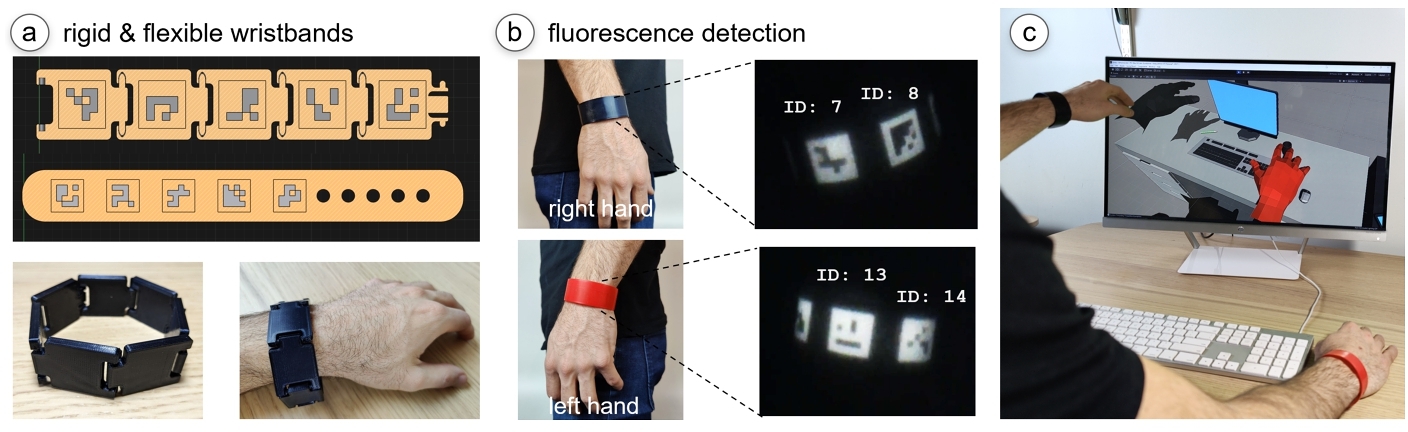 a rigid & flexible wristbands
b fluorescence detection
c
ID: 7
ID: 8
right hand
ID: 13
ID: 14
left hand